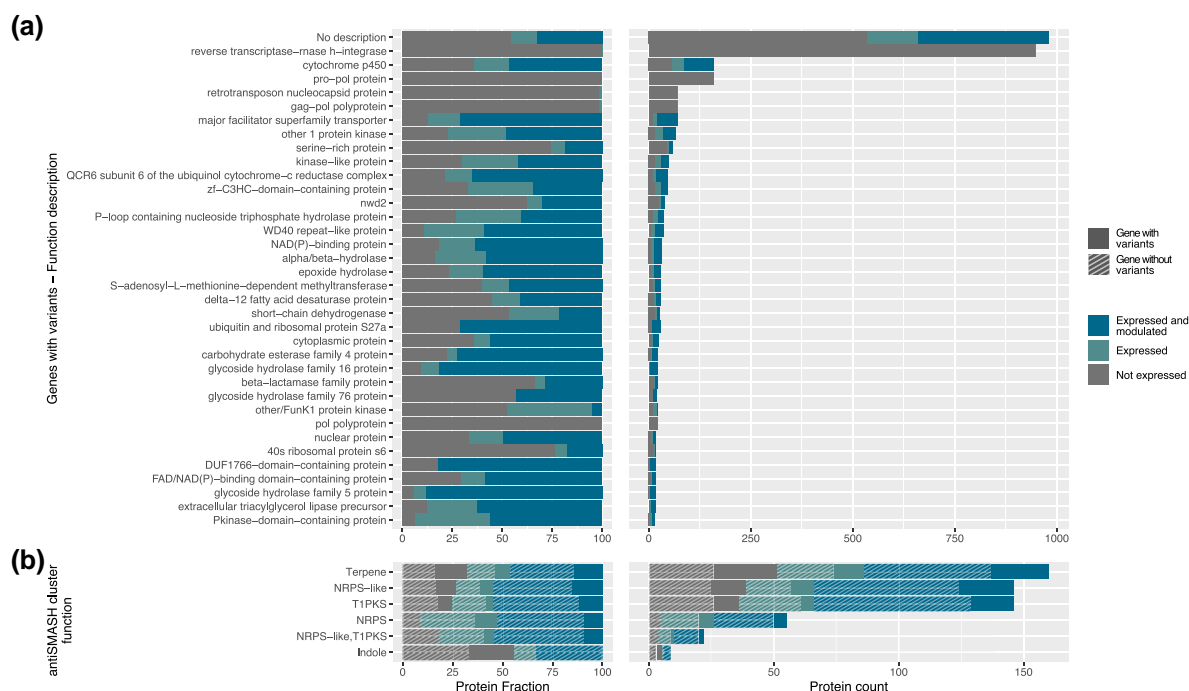 (a)
Genes with variants − Function description
No description
reverse transcriptase−rnase h−integrase
cytochrome p450
pro−pol protein
retrotransposon nucleocapsid protein
gag−pol polyprotein
major facilitator superfamily transporter
other 1 protein kinase
serine−rich protein
kinase−like protein
QCR6 subunit 6 of the ubiquinol cytochrome−c reductase complex
zf−C3HC−domain−containing protein
nwd2
P−loop containing nucleoside triphosphate hydrolase protein
WD40 repeat−like protein
NAD(P)−binding protein
alpha/beta−hydrolase
epoxide hydrolase
S−adenosyl−L−methionine−dependent methyltransferase
delta−12 fatty acid desaturase protein
short−chain dehydrogenase
ubiquitin and ribosomal protein S27a
cytoplasmic protein
carbohydrate esterase family 4 protein
glycoside hydrolase family 16 protein
beta−lactamase family protein
glycoside hydrolase family 76 protein
other/FunK1 protein kinase
pol polyprotein
nuclear protein
40s ribosomal protein s6
DUF1766−domain−containing protein
FAD/NAD(P)−binding domain−containing protein
glycoside hydrolase family 5 protein
extracellular triacylglycerol lipase precursor
Pkinase−domain−containing protein
0 25 50 75 100
0 250 500 750 1000
Gene with
variants
Gene without
variants
Expressed and
modulated
Expressed
Not expressed
(b)
antiSMASH cluster
function
Terpene
NRPS−like
T1PKS
NRPS
NRPS−like,T1PKS
Indole
0 25 50 75 100
Protein Fraction
0 50 100 150
Protein count